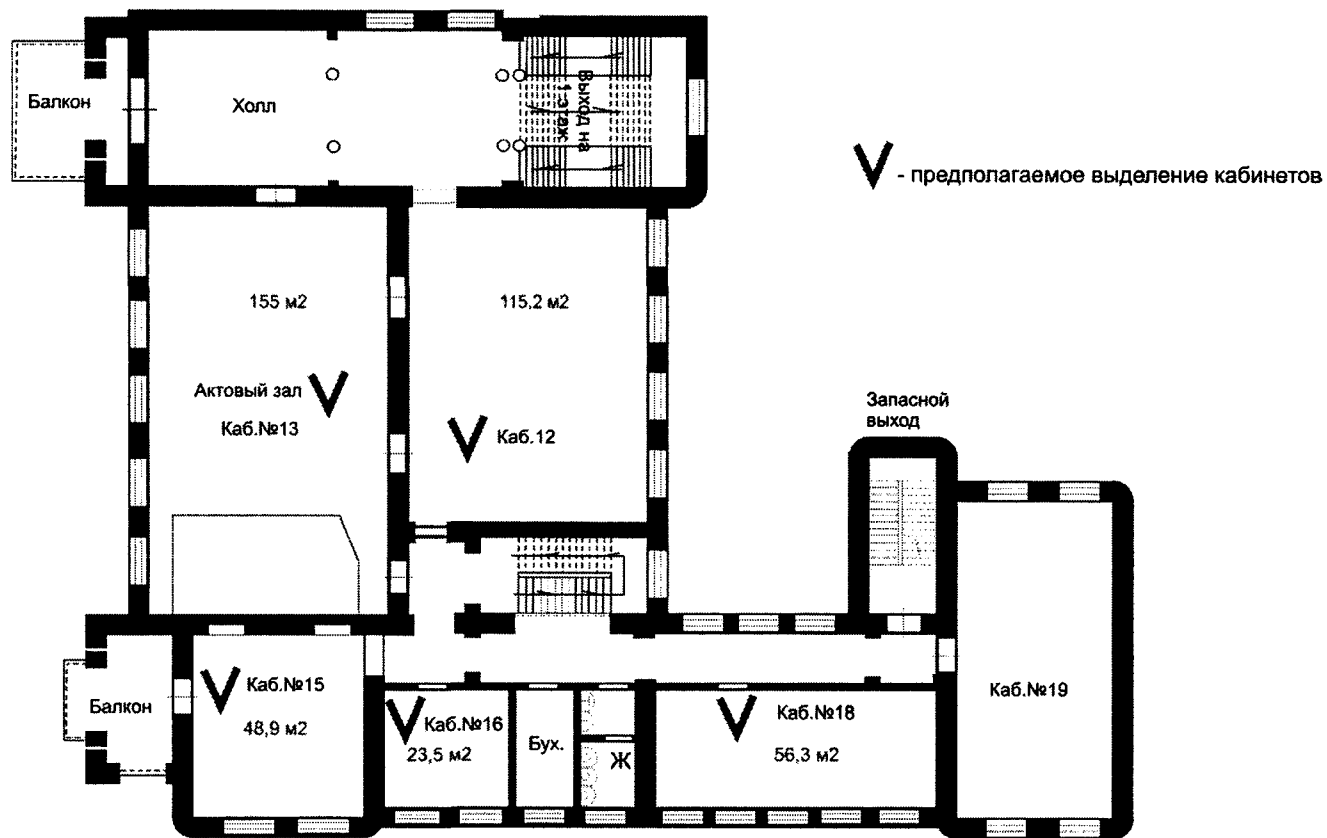 Балкон
Холл
Выход на
1-этаж
- предполагаемое выделение кабинетов
155 м2
115,2 м2
Актовый зал
Каб.№13
Каб.12
Запасной
выход
Каб.№15
48,9 м2
Балкон
Каб.№16
23,5 м2
Бух.
Ж
Каб.№18
56,3 м2
Каб.№19